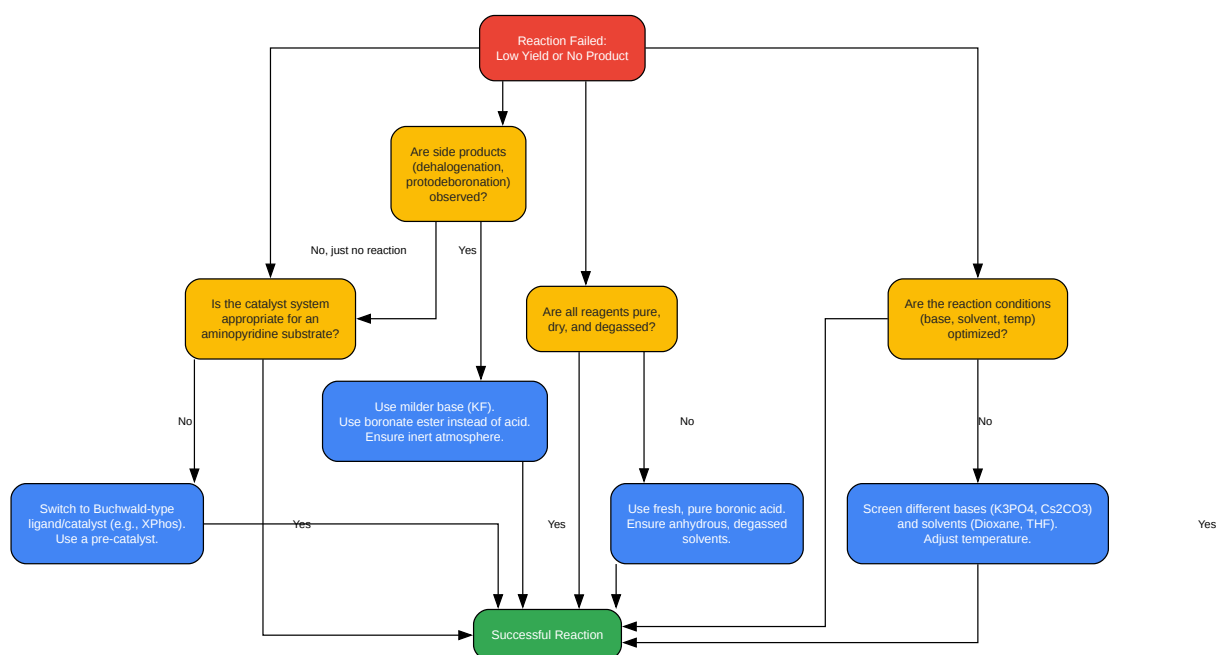 Reaction Failed:
Low Yield or No Product
Are side products
(dehalogenation,
protodeboronation)
observed?
No, just no reaction
Yes
Is the catalyst system
appropriate for an
aminopyridine substrate?
Are all reagents pure,
dry, and degassed?
Are the reaction conditions
(base, solvent, temp)
optimized?
Use milder base (KF).
Use boronate ester instead of acid.
Ensure inert atmosphere.
No
No
No
Switch to Buchwald-type
ligand/catalyst (e.g., XPhos).
Use a pre-catalyst.
Yes
Yes
Use fresh, pure boronic acid.
Ensure anhydrous, degassed
solvents.
Screen different bases (K3PO4, Cs2CO3)
and solvents (Dioxane, THF).
Adjust temperature.
Yes
Successful Reaction